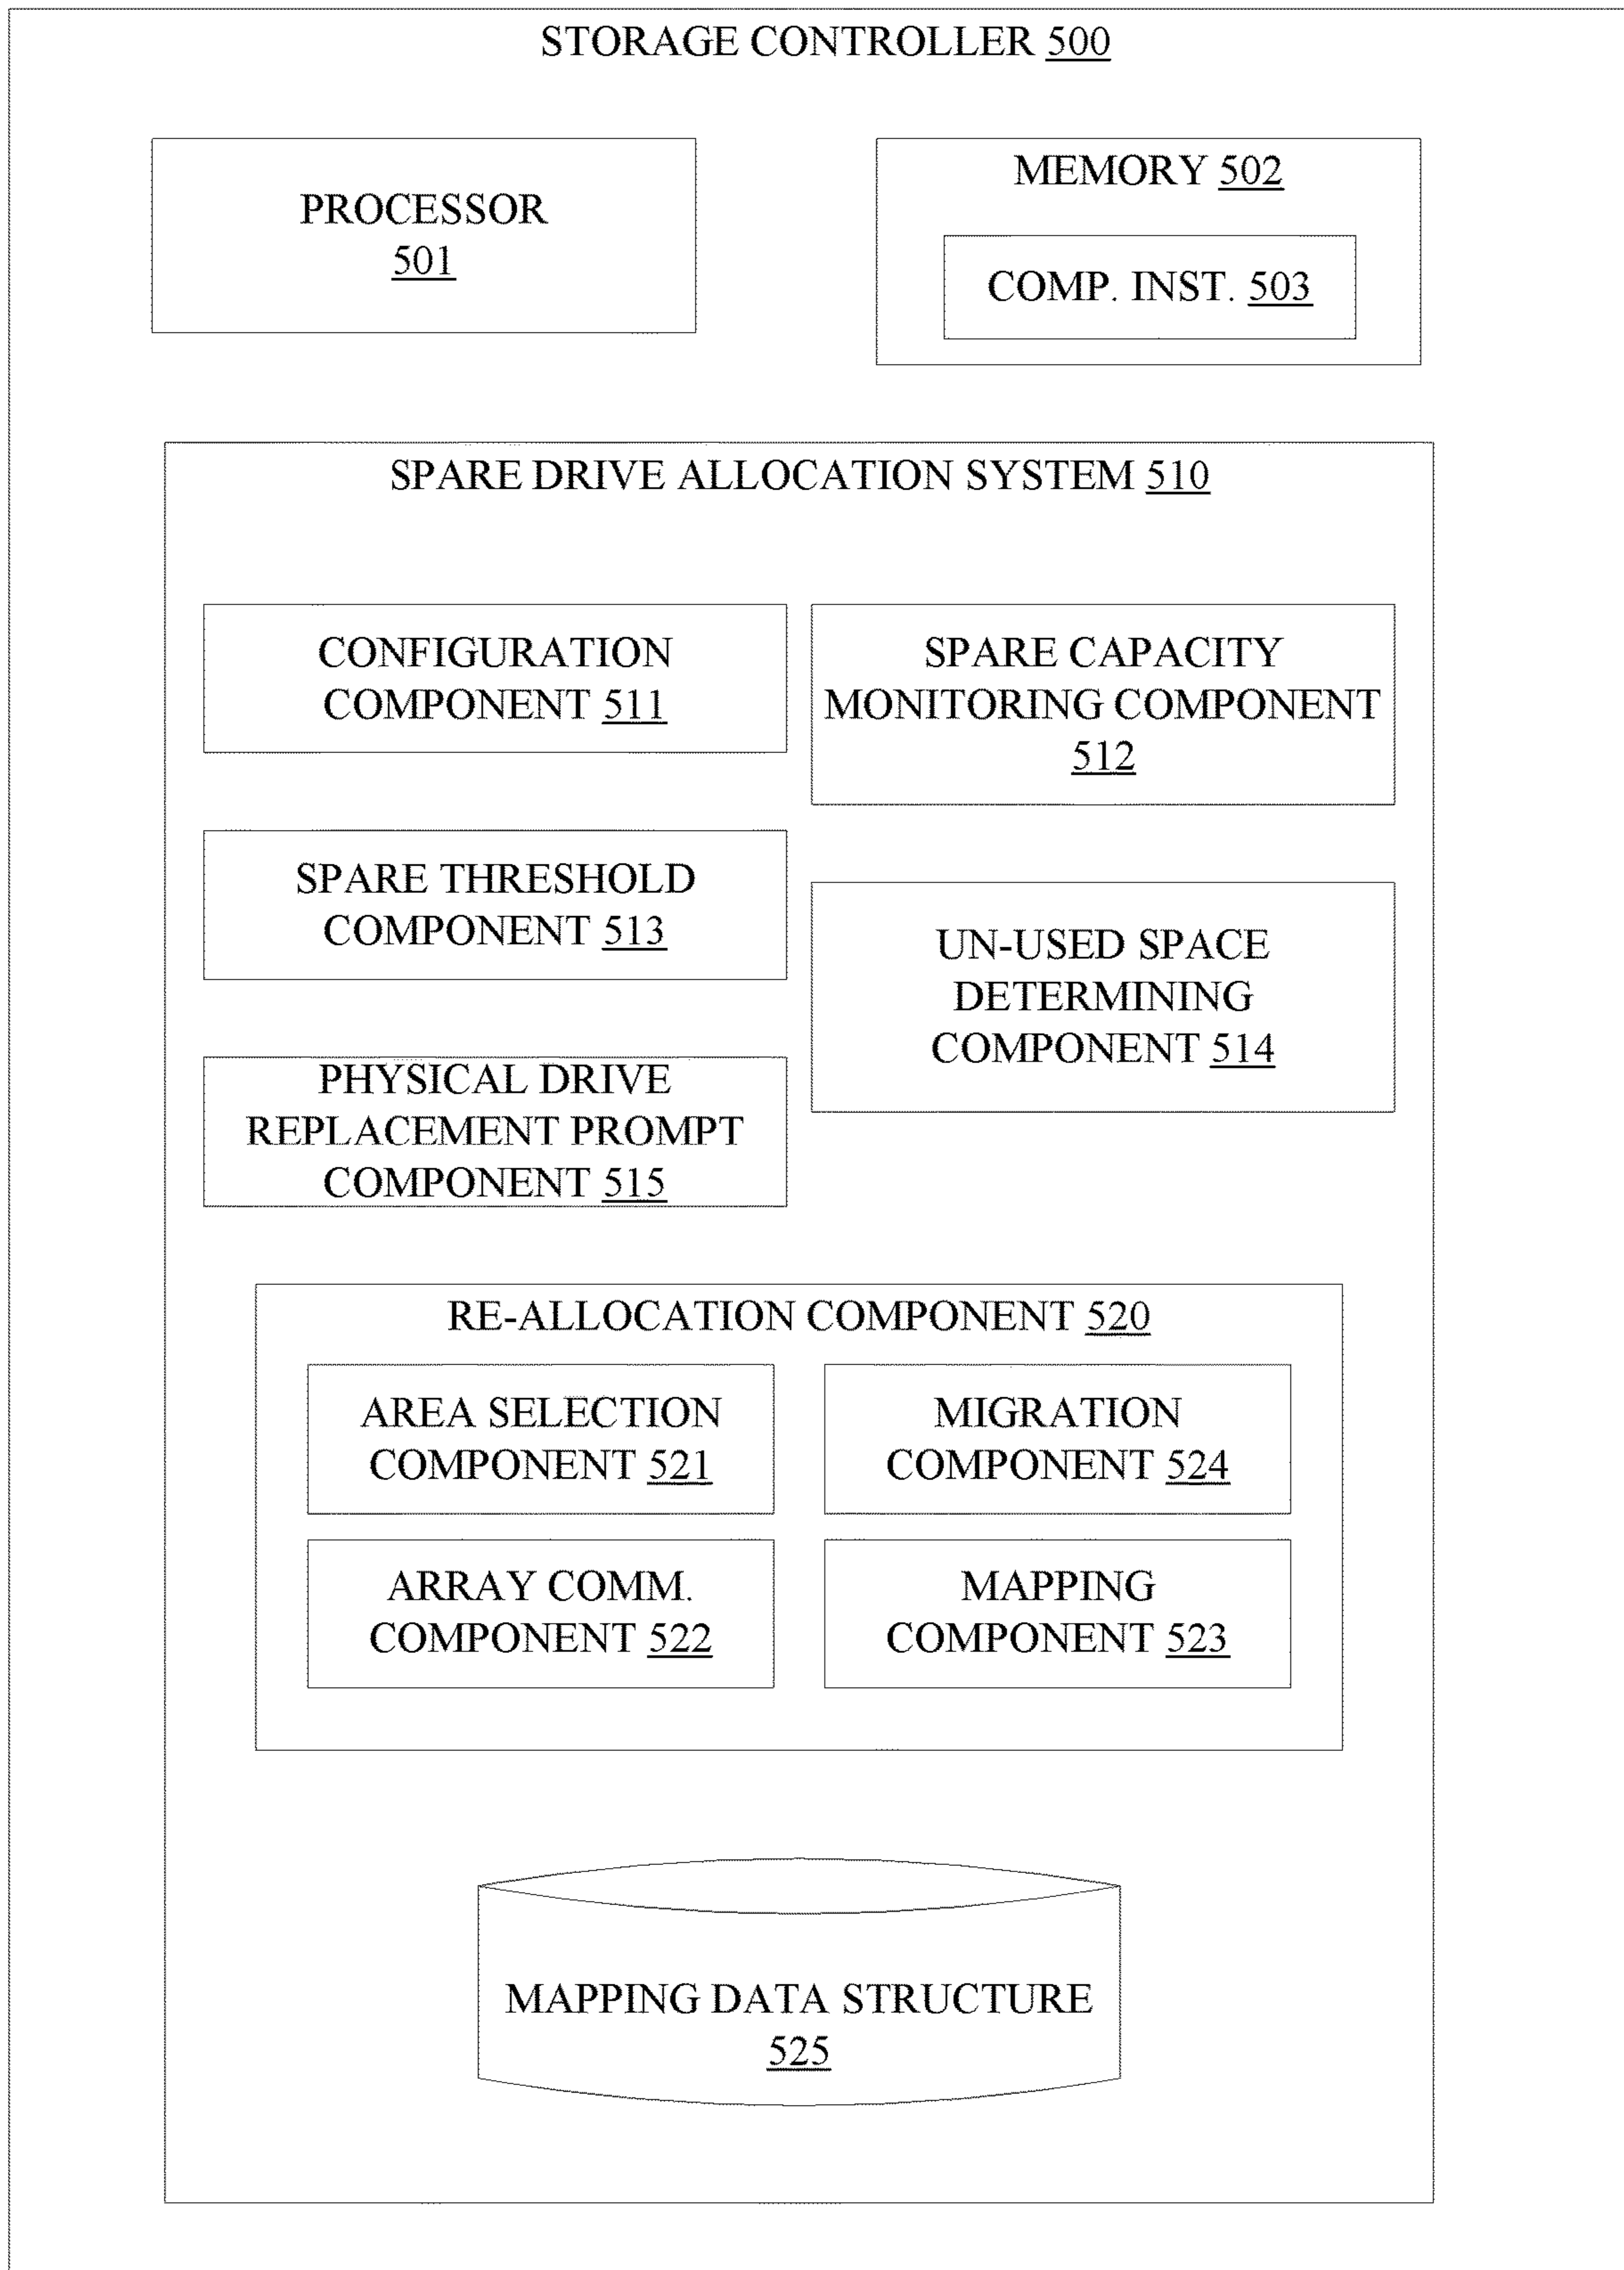 STORAGE CONTROLLER 500
PROCESSOR
501
MEMORY 502
COMP. INST. 503
SPARE DRIVE ALLOCATION SYSTEM 510
CONFIGURATION
COMPONENT 511
SPARE CAPACITY
MONITORING COMPONENT
512
SPARE THRESHOLD
COMPONENT 513
UN-USED SPACE
DETERMINING
COMPONENT 514
PHYSICAL DRIVE
REPLACEMENT PROMPT
COMPONENT 515
RE-ALLOCATION COMPONENT 520
AREA SELECTION
COMPONENT 521
MIGRATION
COMPONENT 524
ARRAY COMM.
COMPONENT 522
MAPPING
COMPONENT 523
MAPPING DATA STRUCTURE
525